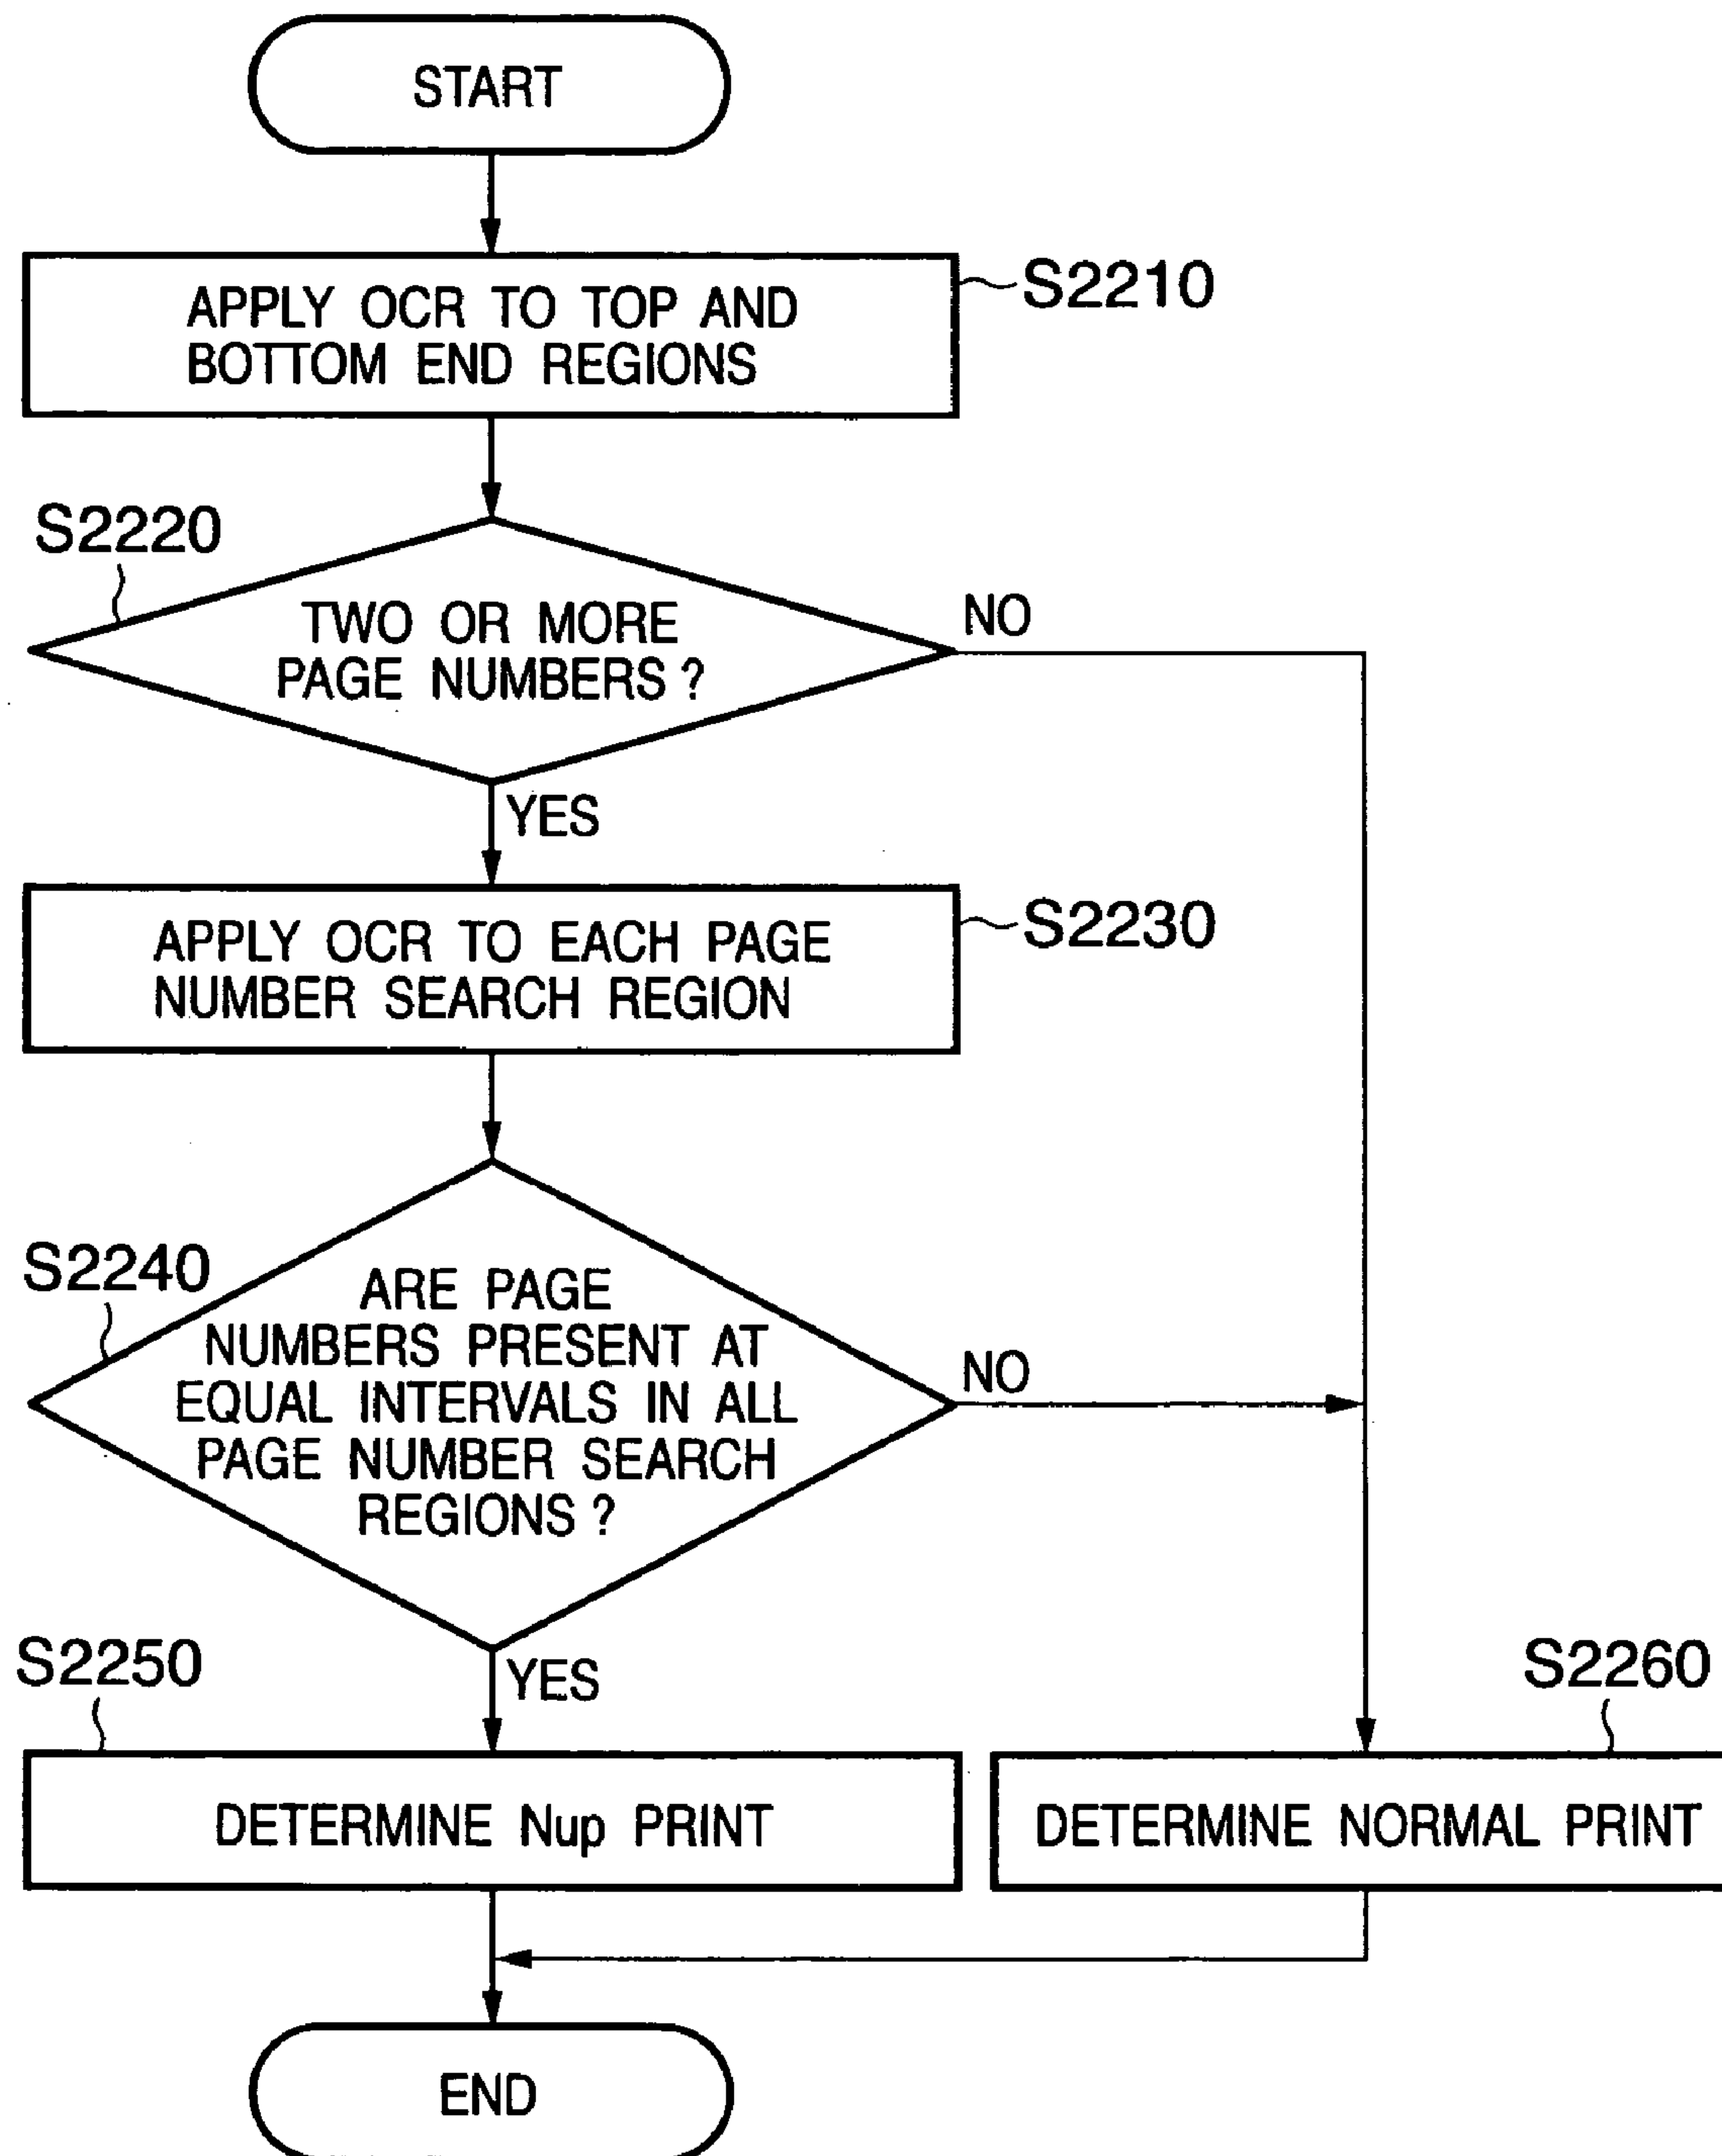 START
APPLY OCR TO TOP AND
BOTTOM END REGIONS
S2210
S2220
TWO OR MORE
PAGE NUMBERS ?
NO
YES
APPLY OCR TO EACH PAGE
NUMBER SEARCH REGION
S2230
S2240
ARE PAGE
NUMBERS PRESENT AT
EQUAL INTERVALS IN ALL
PAGE NUMBER SEARCH
REGIONS ?
NO
YES
S2250
S2260
DETERMINE Nup PRINT
DETERMINE NORMAL PRINT
END